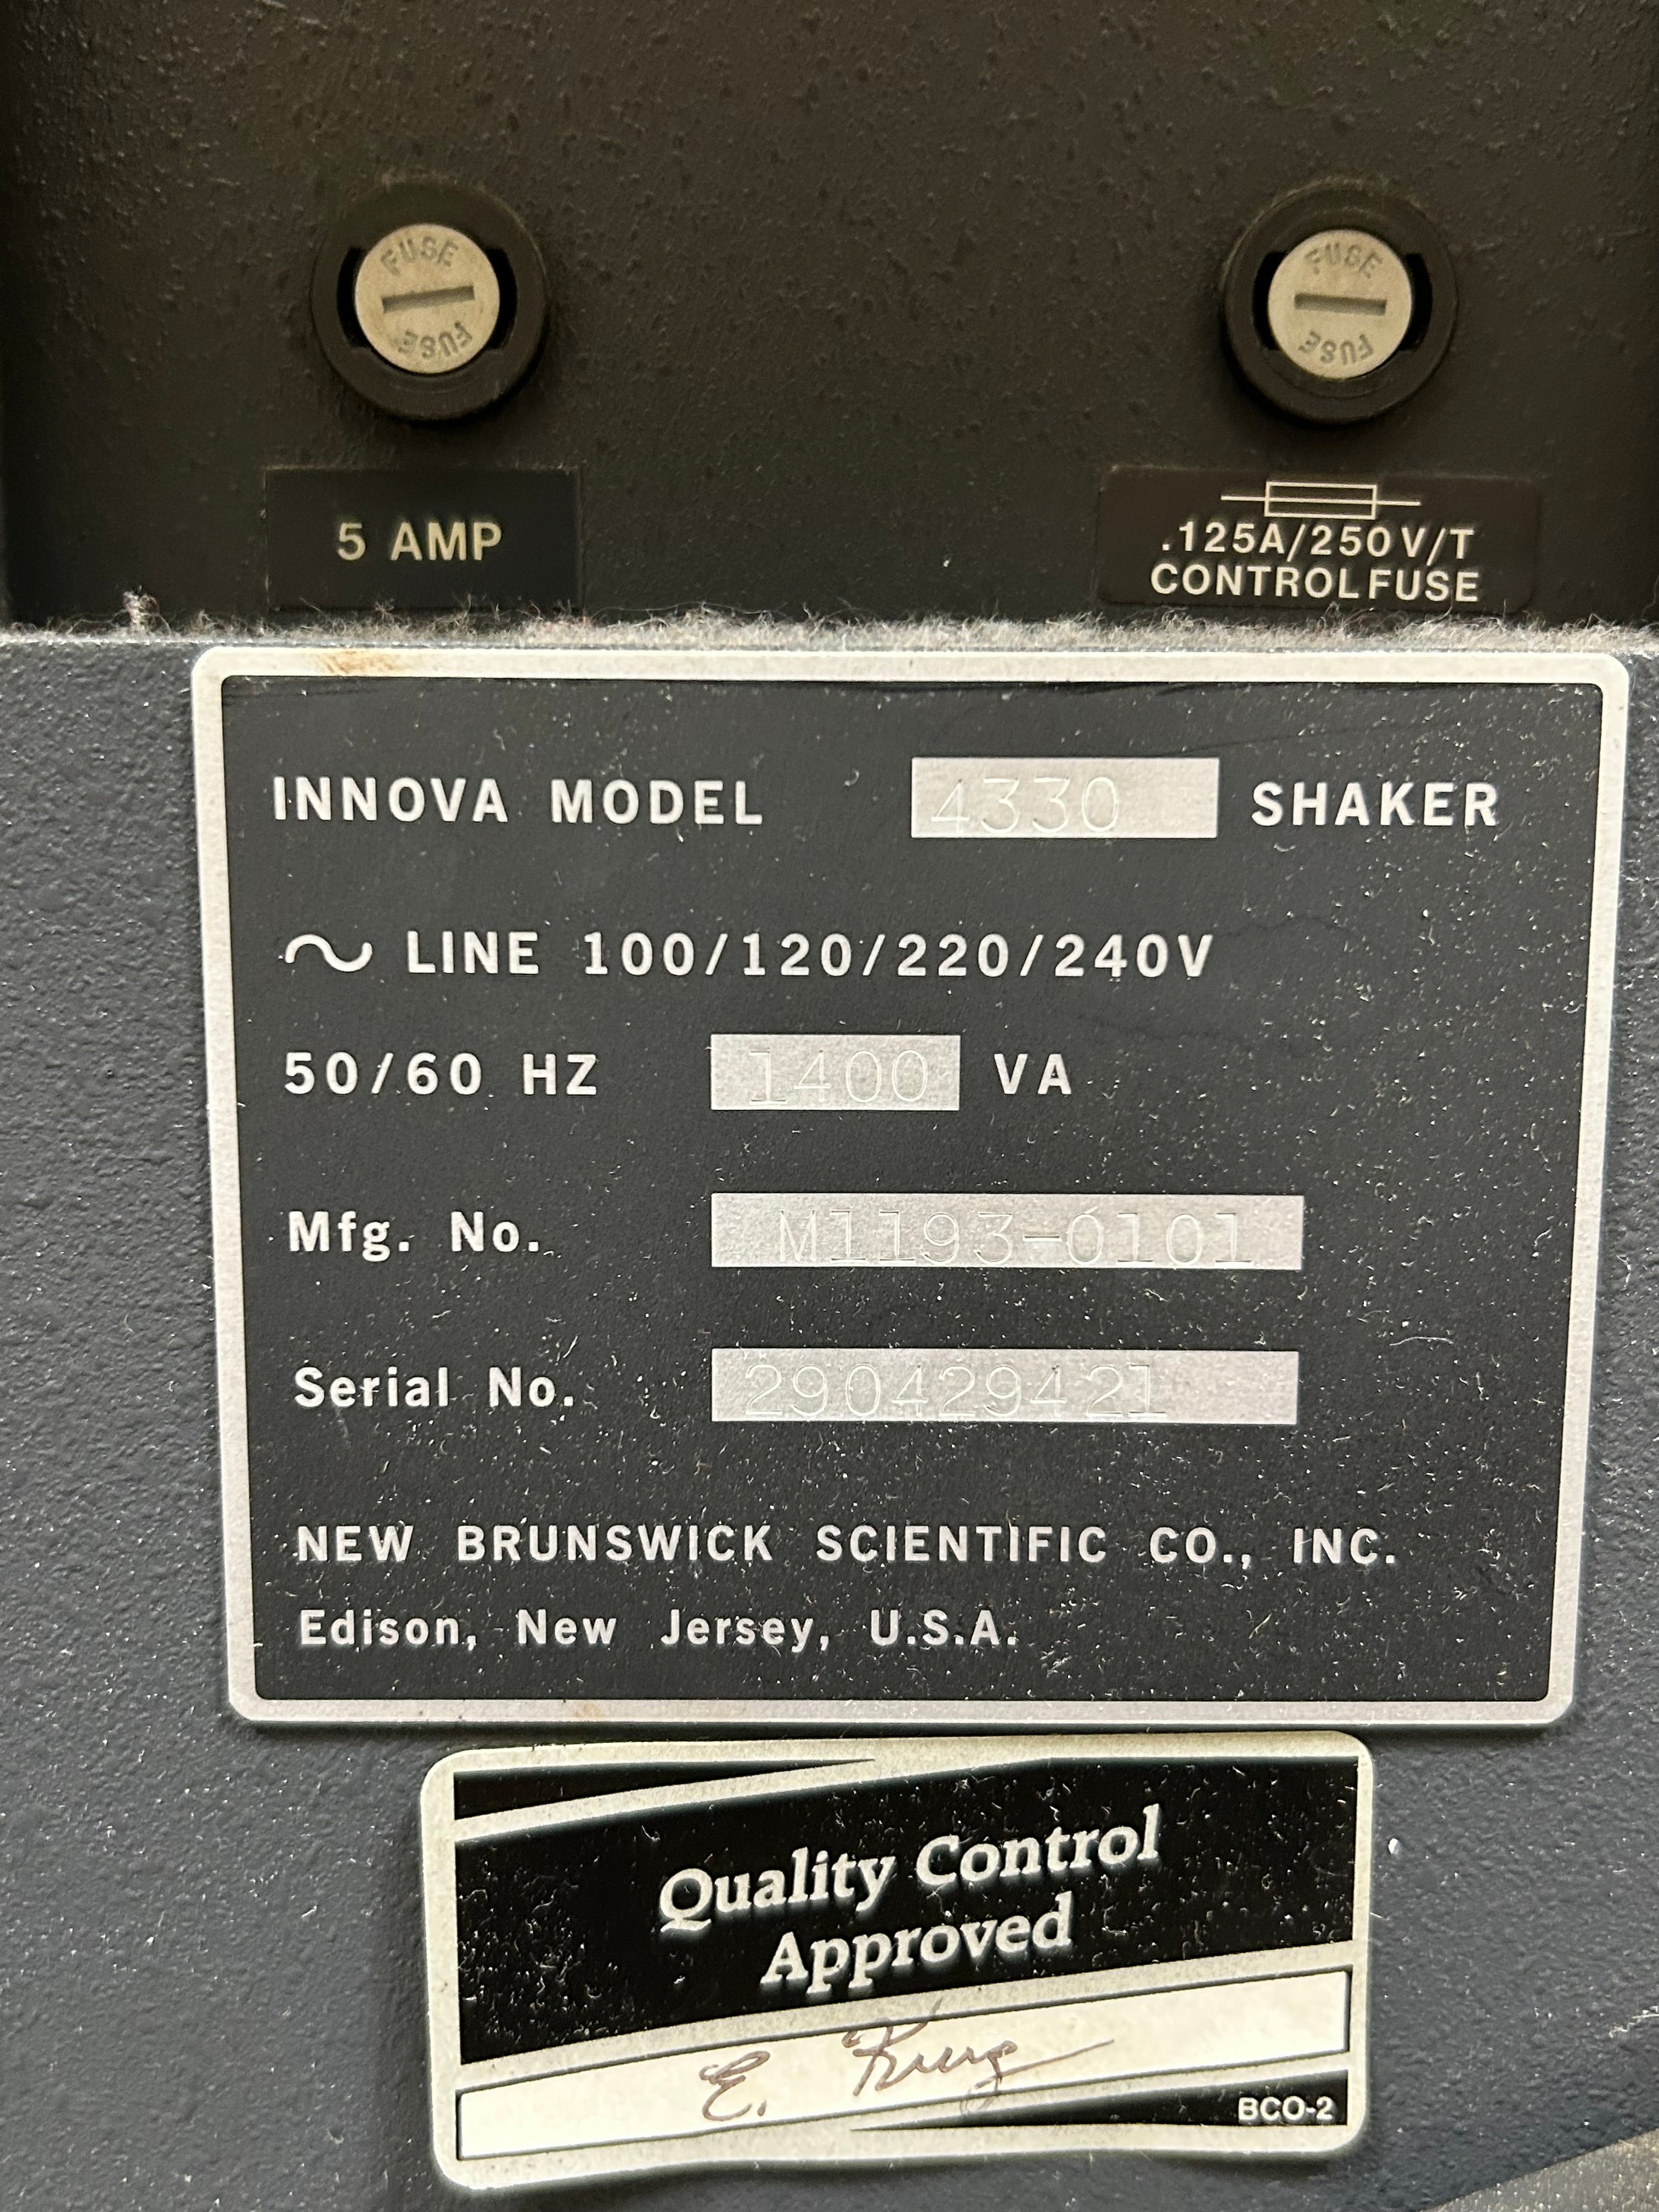 FUSE
FUSE
FUSE
FUSE
5 AMP
.125A/250V/T
CONTROL FUSE
INNOVA MODEL 4330 SHAKER
~ LINE 100/120/220/240V
50/60 HZ 1400 VA
Mfg. No. M1193-0101
Serial No. 290429421
NEW BRUNSWICK SCIENTIFIC CO., INC.
Edison, New Jersey, U.S.A.
Quality Control
Approved
E.
BCO-2